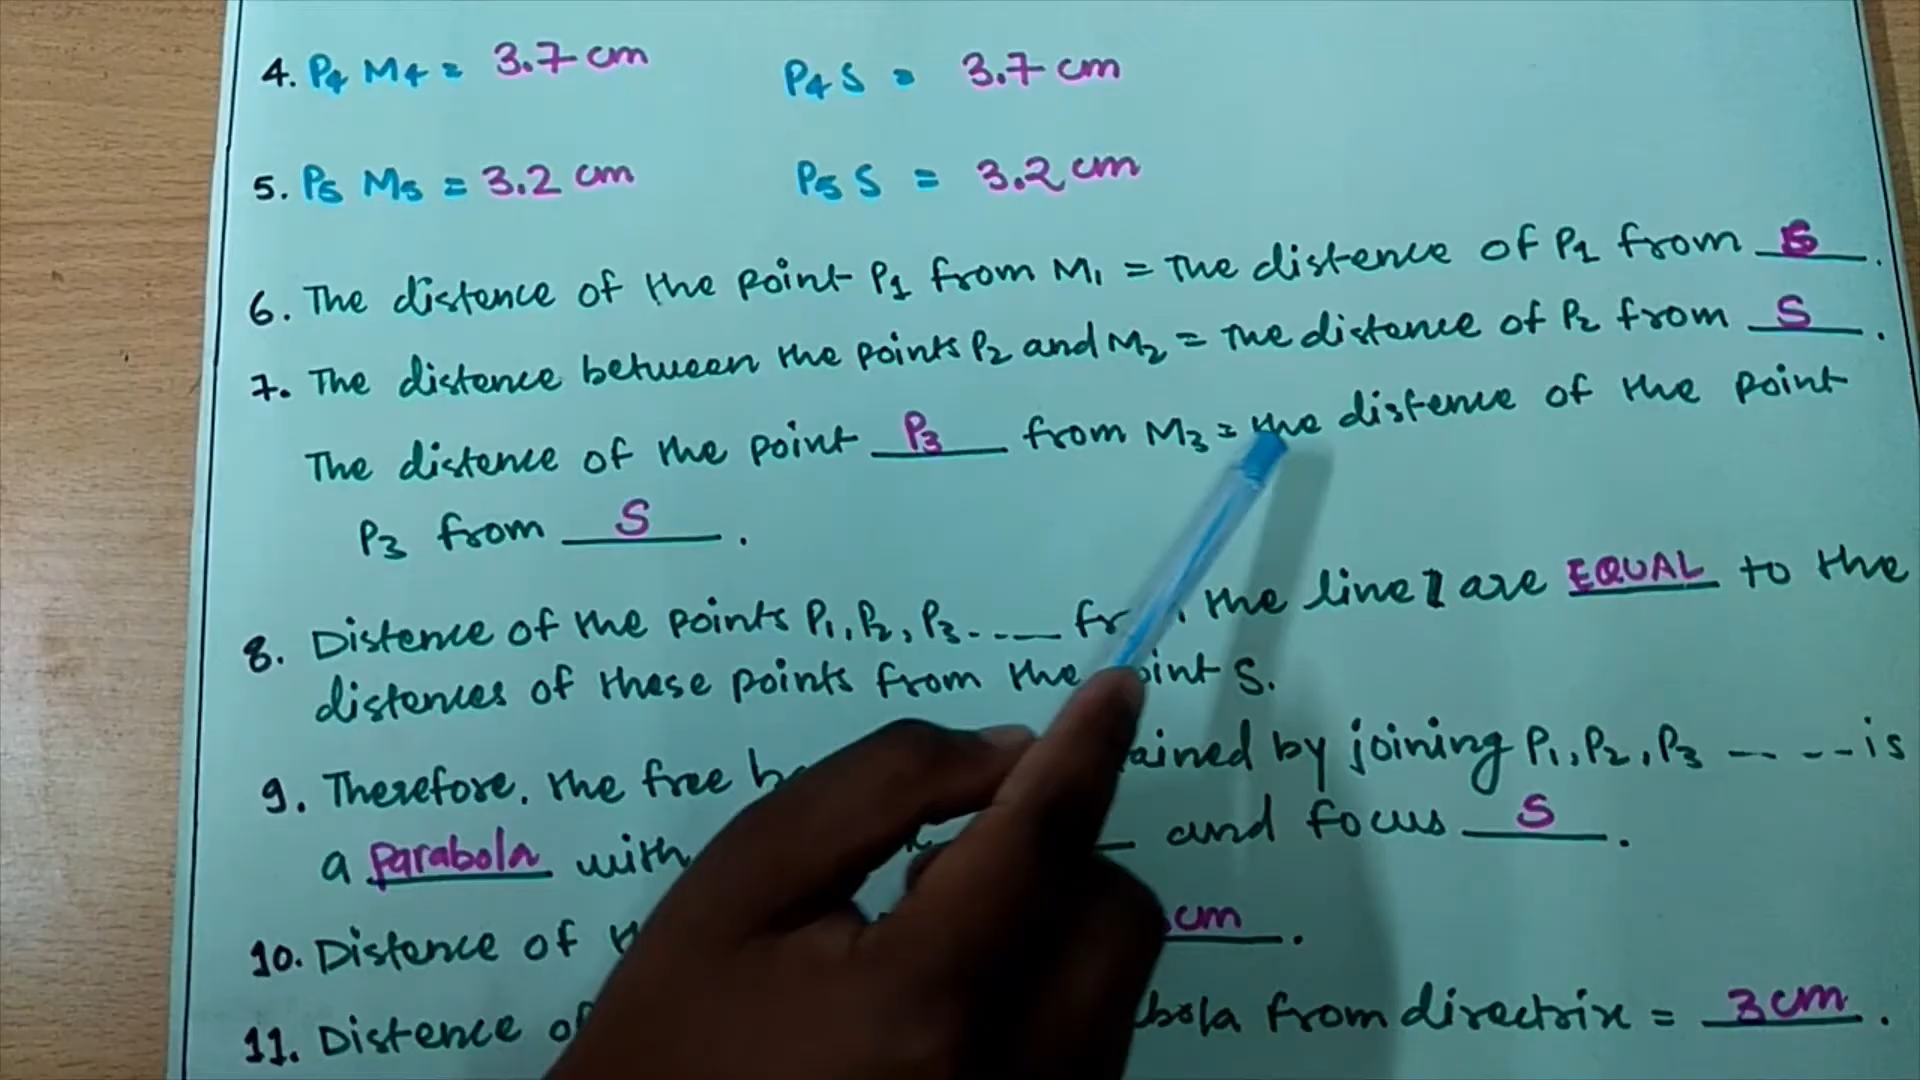 4. P4 M4 = 3.7 cm P4 S = 3.7 cm
5. P5 M5 = 3.2 cm P5 S = 3.2 cm
6. The distence of the point P1 from M1 = The distence of P1 from S.
7. The distence between the points P2 and M2 = The distence of P2 from S.
The distence of the point P3 from M3 = the distence of the point
P3 from S.
8. Distence of the points P1, P2, P3.... the line l are EQUAL to the
distences of these points from the S.
9. Therefore, the free by joining P1, P2, P3 ---- is
a parabola with and focus S.
10. Distence of cm.
11. Distence from directrix = 3cm.